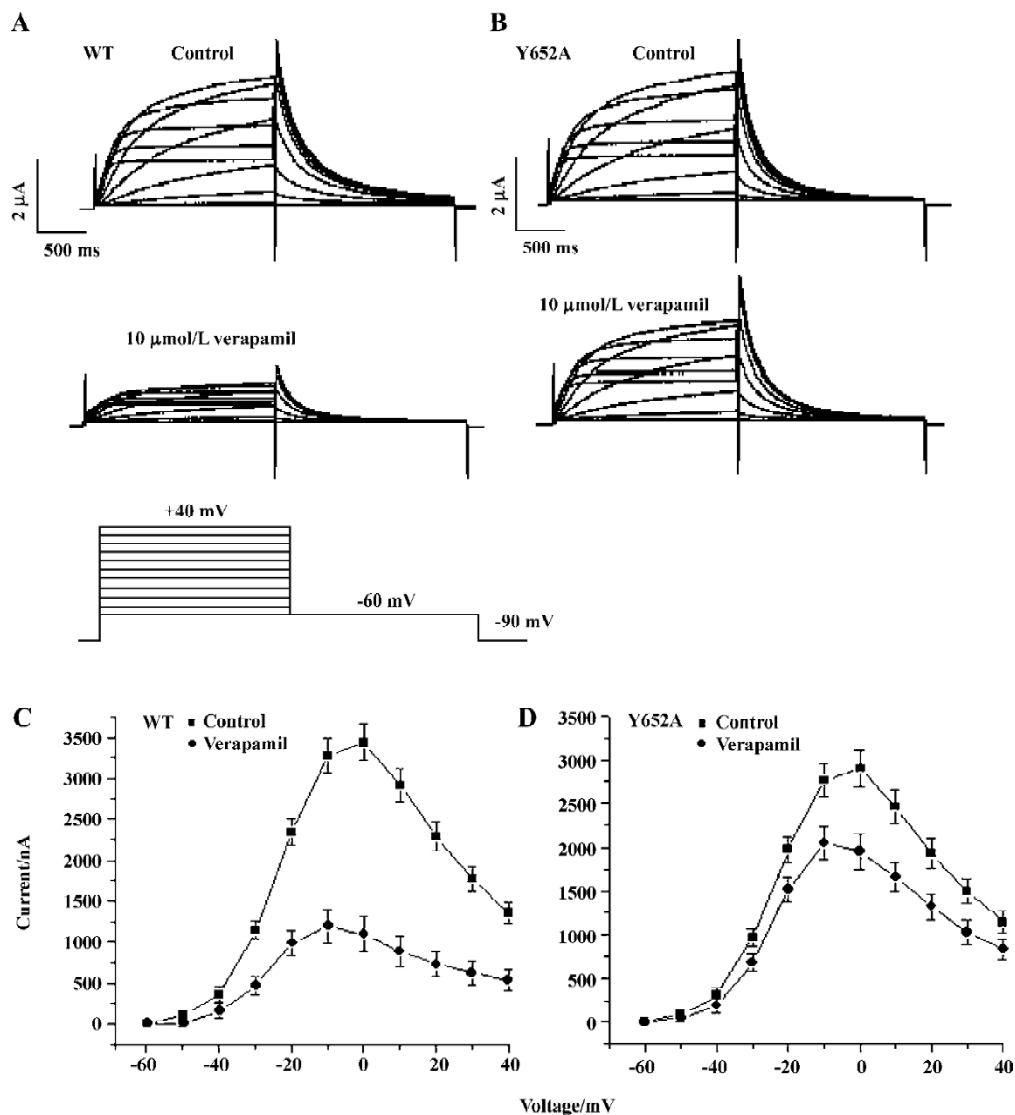 A
WT
Control
2 μA
500 ms
10 μmol/L verapamil
+40 mV
-60 mV
-90 mV
B
Y652A
Control
2 μA
500 ms
10 μmol/L verapamil
C
WT
Control
Verapamil
3500
3000
2500
2000
1500
1000
500
0
-60
-40
-20
0
20
40
Current/nA
D
Y652A
Control
Verapamil
3500
3000
2500
2000
1500
1000
500
0
-60
-40
-20
0
20
40
Voltage/mV